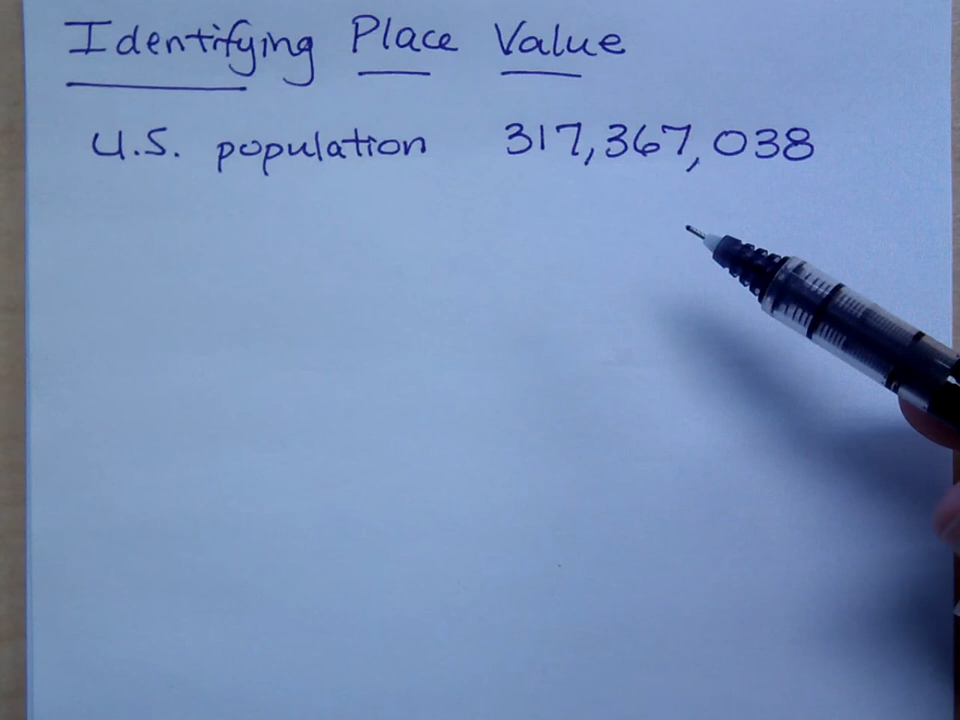 Identifying Place Value
U.S. population 317,367,038